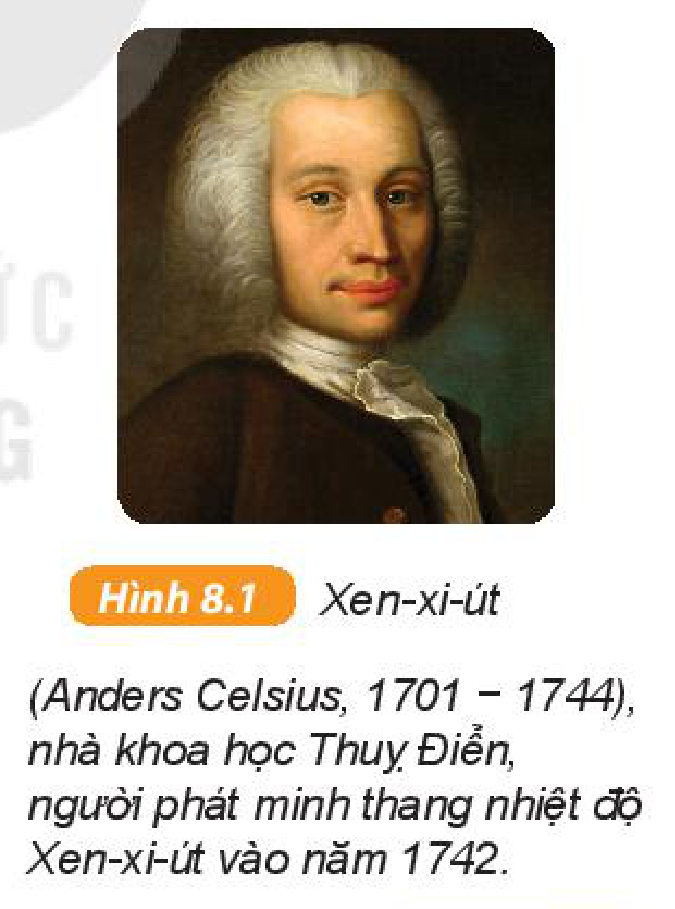 ỨC
G
Hình 8.1 Xen-xi-út
(Anders Celsius, 1701 – 1744),
nhà khoa học Thuỵ Điển,
người phát minh thang nhiệt độ
Xen-xi-út vào năm 1742.